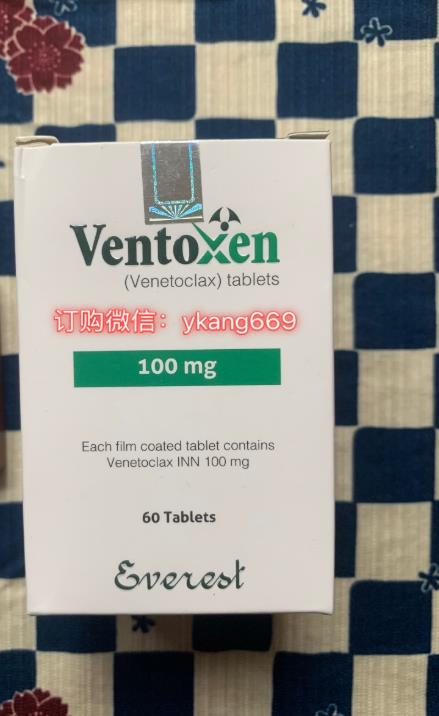 Ventoxen
(Venetoclax) tablets
订购微信：ykang669
100 mg
Each film coated tablet contains
Venetoclax INN 100 mg
60 Tablets
Everest